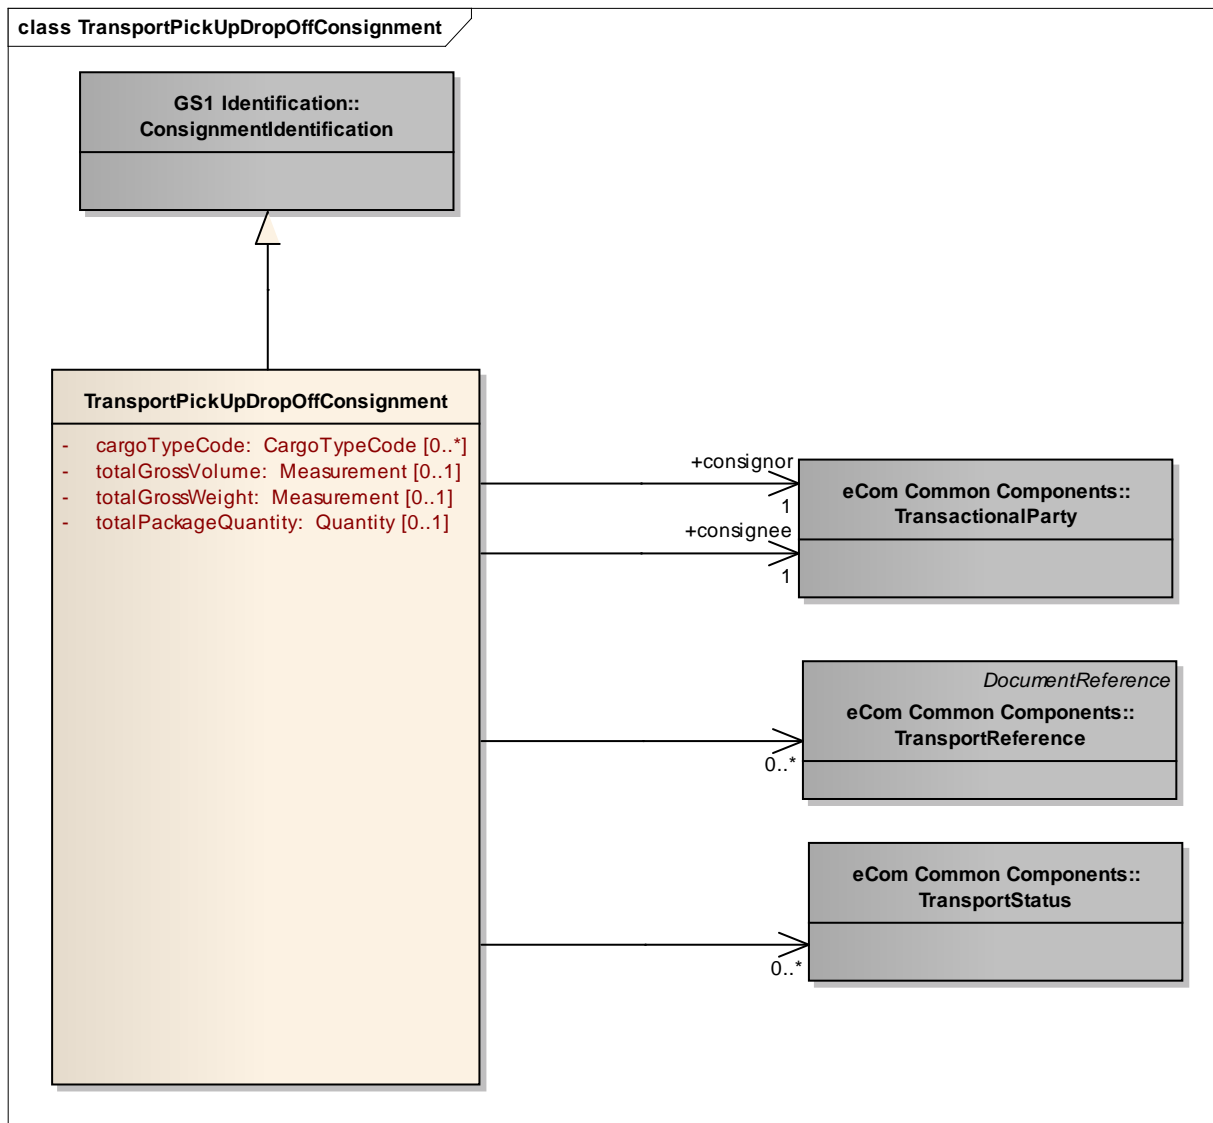 class TransportPickUpDropOffConsignment
GS1 Identification::
ConsignmentIdentification
TransportPickUpDropOffConsignment
- cargoTypeCode: CargoTypeCode [0..*]
- totalGrossVolume: Measurement [0..1]
- totalGrossWeight: Measurement [0..1]
- totalPackageQuantity: Quantity [0..1]
+consignor
1
+consignee
1
eCom Common Components::
TransactionalParty
DocumentReference
eCom Common Components::
TransportReference
0..*
eCom Common Components::
TransportStatus
0..*